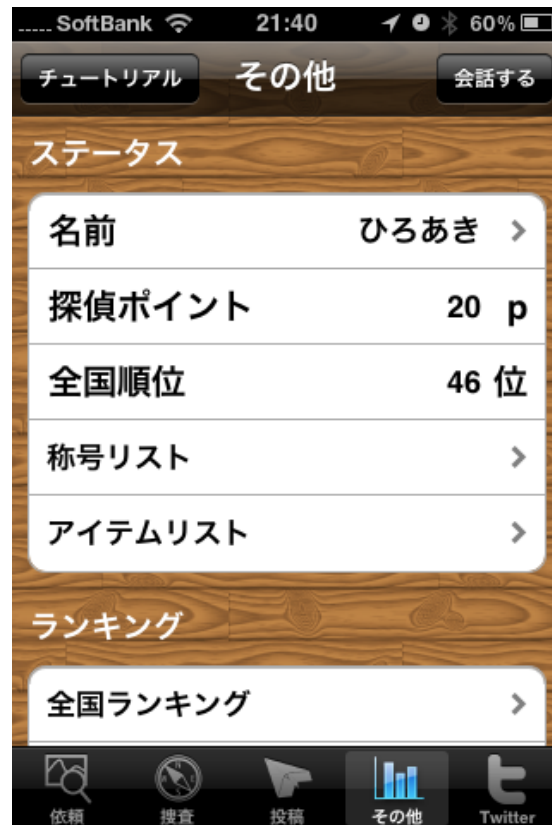 ..... SoftBank 21:40 60%
チュートリアル その他 会話する
ステータス
名前 ひろあき
探偵ポイント 20 p
全国順位 46 位
称号リスト
アイテムリスト
ランキング
全国ランキング
依頼 捜査 投稿 その他 Twitter